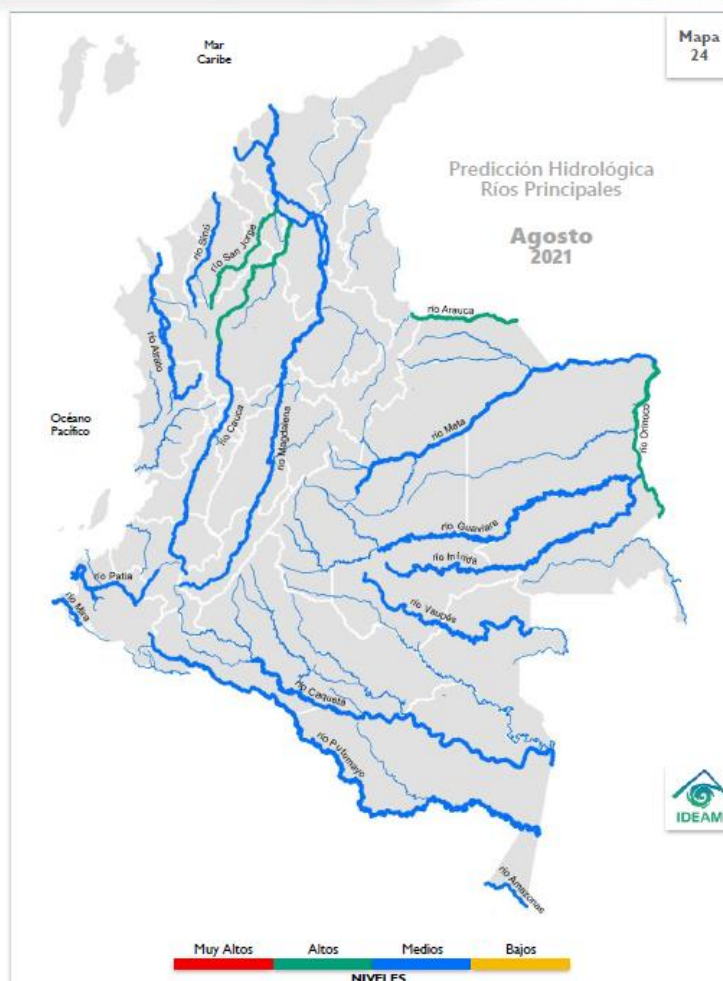 Mar
Caribe
Mapa
24
Predicción Hidrológica
Ríos Principales
Agosto
2021
río Sinú
río San Jorge
río Arauca
río Atrato
Océano
Pacífico
río Cauca
río Magdalena
río Meta
río Orinoco
río Guaviare
río Inírida
río Patía
río Mira
río Vaupés
río Caquetá
río Putumayo
IDEAM
río Amazonas
Muy Altos
Altos
Medios
Bajos
NIVELES